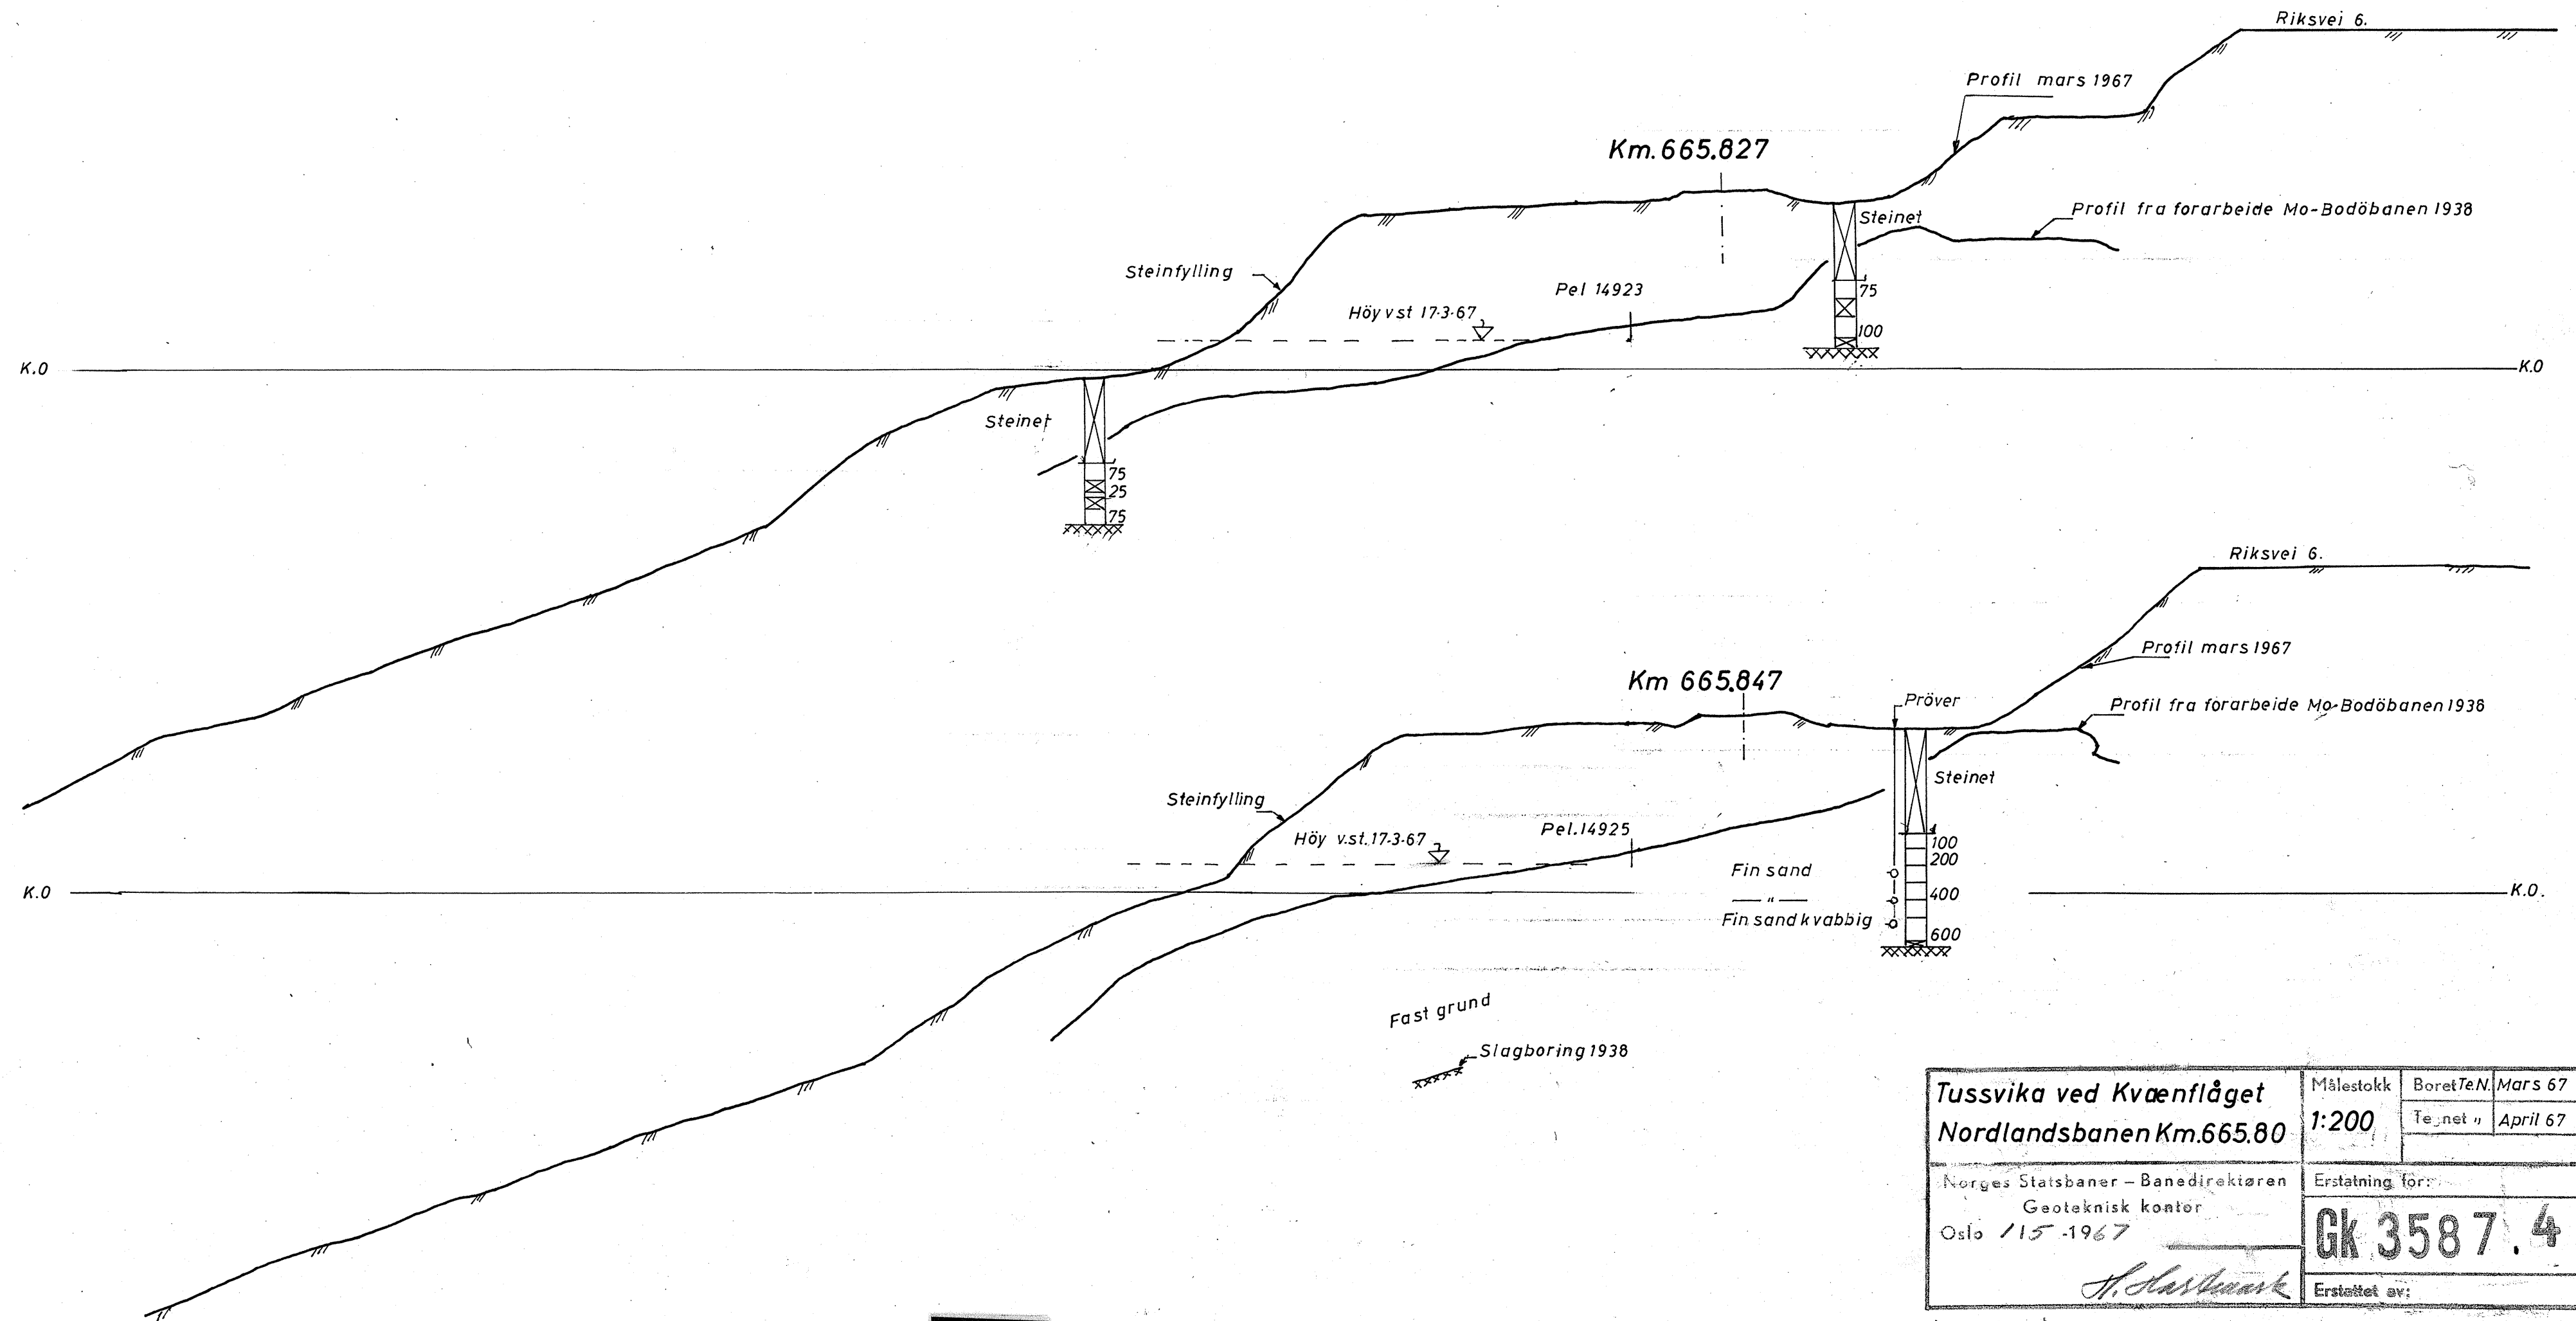 Riksvei 6.
Profil mars 1967
Km. 665.827
Steinet
Profil fra forarbeide Mo-Bodöbanen 1938
Steinfylling
Pel 14923
75
Höy v st 17-3-67
100
K.O
K.O
Steinet
75
25
75
Riksvei 6.
Profil mars 1967
Km 665.847
Pröver
Profil fra forarbeide Mo-Bodöbanen 1938
Steinet
Steinfylling
Pel. 14925
Höy v.st. 17-3-67
100
200
Fin sand
400
K.O
K.O.
— " —
Fin sand kvabbig
600
Fast grund
Slagboring 1938
Tussvika ved Kvænflåget
Nordlandsbanen Km. 665.80
Målestokk
1:200
Boret Te.N. Mars 67
Te net " April 67
Norges Statsbaner – Banedirektøren
Geoteknisk kontor
Oslo 1/5 -1967
H. Hartmark
Erstatning for:
Gk 3587.4
Erstattet av: